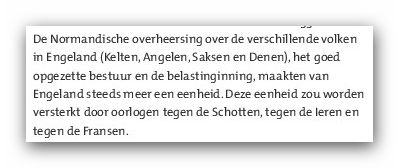 De Normandische overheersing over de verschillende volken
in Engeland (Kelten, Angelen, Saksen en Denen), het goed
opgezette bestuur en de belastinginning, maakten van
Engeland steeds meer een eenheid. Deze eenheid zou worden
versterkt door oorlogen tegen de Schotten, tegen de Ieren en
tegen de Fransen.